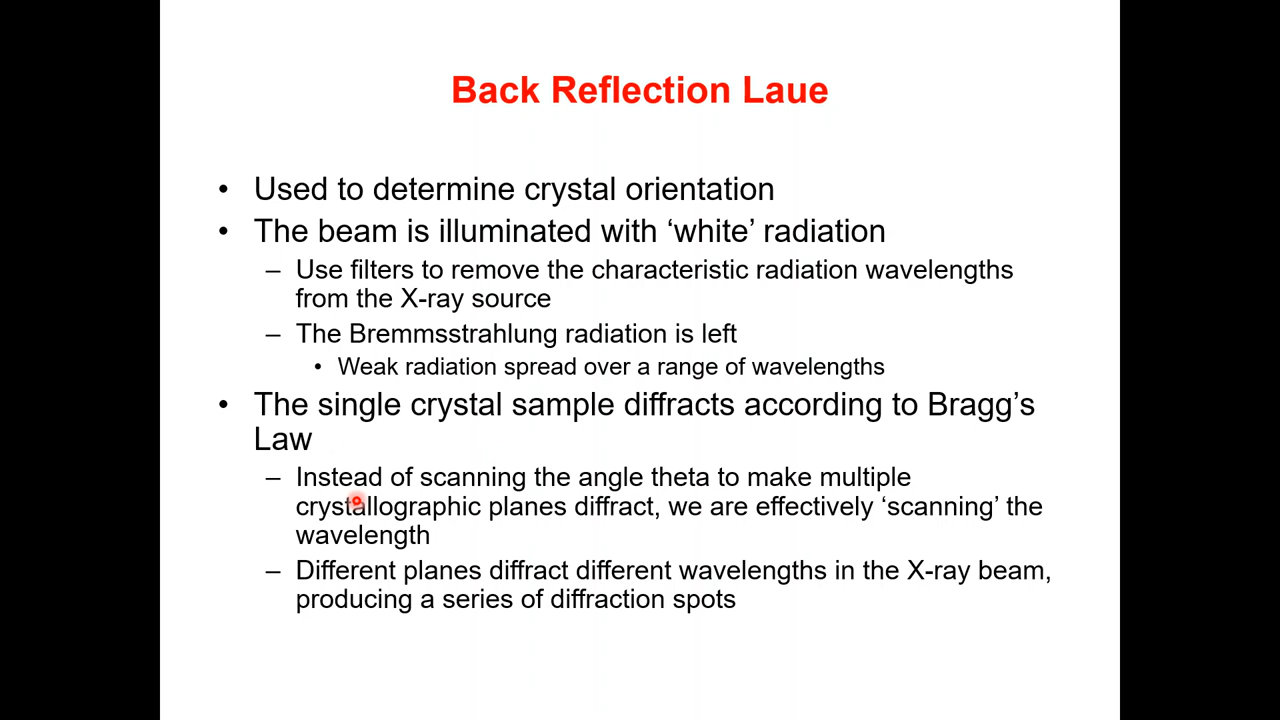 Back Reflection Laue
• Used to determine crystal orientation
• The beam is illuminated with ‘white’ radiation
– Use filters to remove the characteristic radiation wavelengths
from the X-ray source
– The Bremmsstrahlung radiation is left
• Weak radiation spread over a range of wavelengths
• The single crystal sample diffracts according to Bragg’s
Law
– Instead of scanning the angle theta to make multiple
crystallographic planes diffract, we are effectively ‘scanning’ the
wavelength
– Different planes diffract different wavelengths in the X-ray beam,
producing a series of diffraction spots